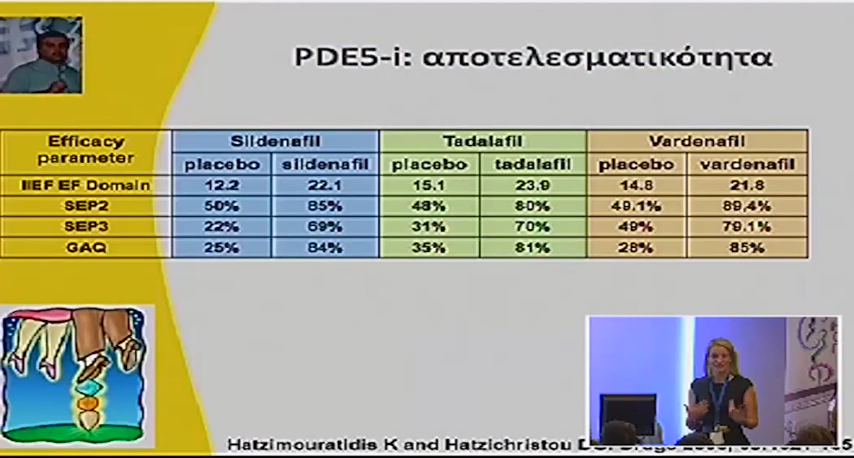 PDE5-i: αποτελεσματικότητα
Efficacy parameter Sildenafil Tadalafil Vardenafil
placebo sildenafil placebo tadalafil placebo vardenafil
IIEF EF Domain 12.2 22.1 15.1 23.9 14.8 21.8
SEP2 50% 85% 48% 80% 49.1% 89,4%
SEP3 22% 69% 31% 70% 49% 79.1%
GAQ 25% 84% 35% 81% 28% 85%
Hatzimouratidis K and Hatzichristou